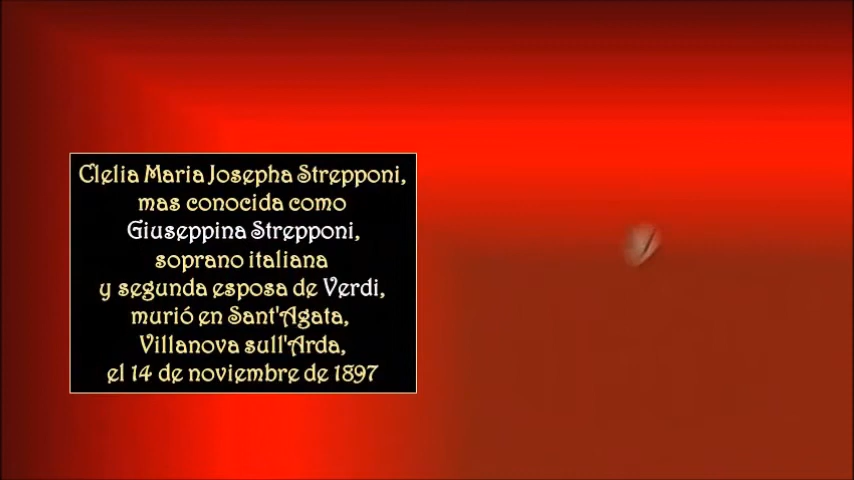 Clelia Maria Josepha Strepponi,
mas conocida como
Giuseppina Strepponi,
soprano italiana
y segunda esposa de Verdi,
murió en Sant'Agata,
Villanova sull'Arda,
el 14 de noviembre de 1897